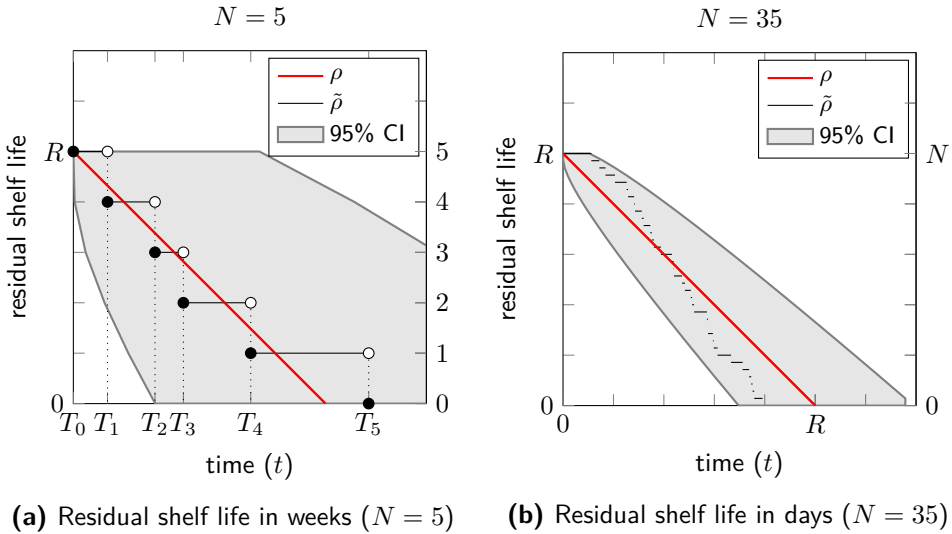 N = 5
ρ
ρ̃
95% CI
residual shelf life
R
0
5
4
3
2
1
0
T₀ T₁ T₂ T₃ T₄ T₅
time (t)
(a) Residual shelf life in weeks (N = 5)
N = 35
ρ
ρ̃
95% CI
residual shelf life
R
0
N
0
0 R
time (t)
(b) Residual shelf life in days (N = 35)